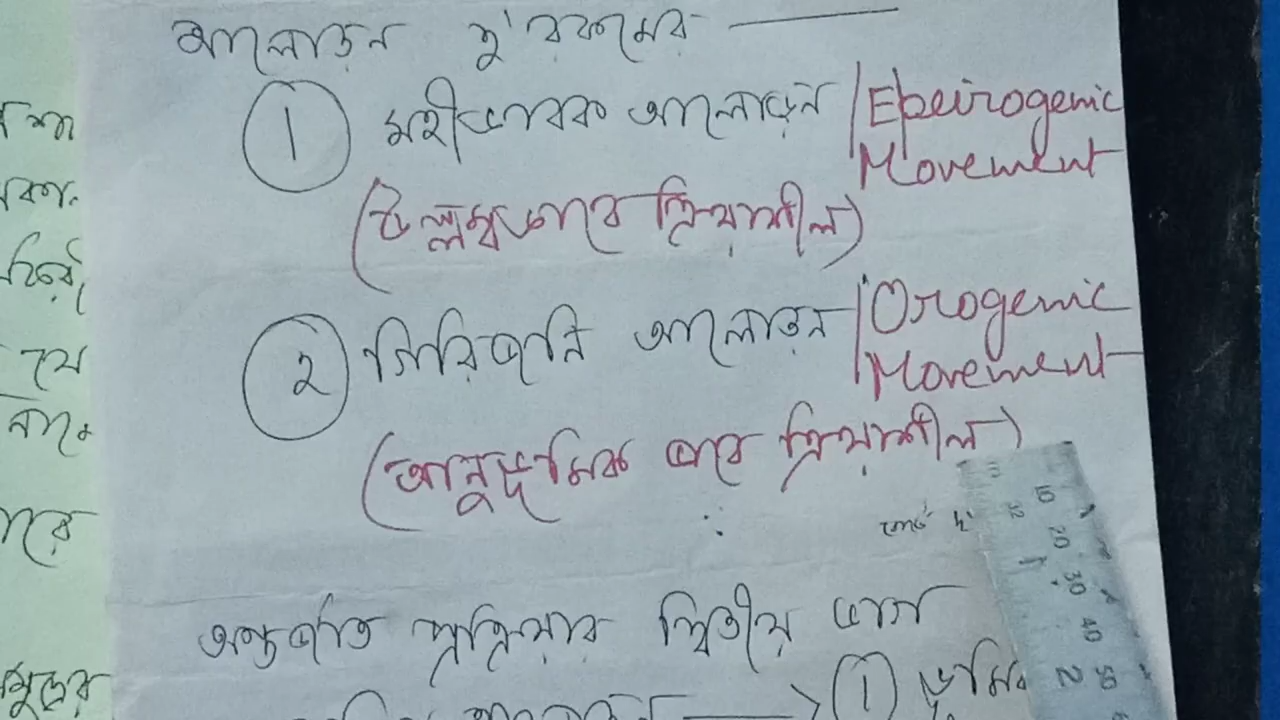 আলোড়ন দু'রকমের —
① মহীভাবক আলোড়ন / Epeirogenic Movement
(উল্লম্বভাবে ক্রিয়াশীল)
② গিরিজনি আলোড়ন / Orogenic Movement
(অনুভূমিক ভাবে ক্রিয়াশীল)
অন্তর্জাত প্রক্রিয়ার দ্বিতীয় ভাগ
→ ① ভূমি